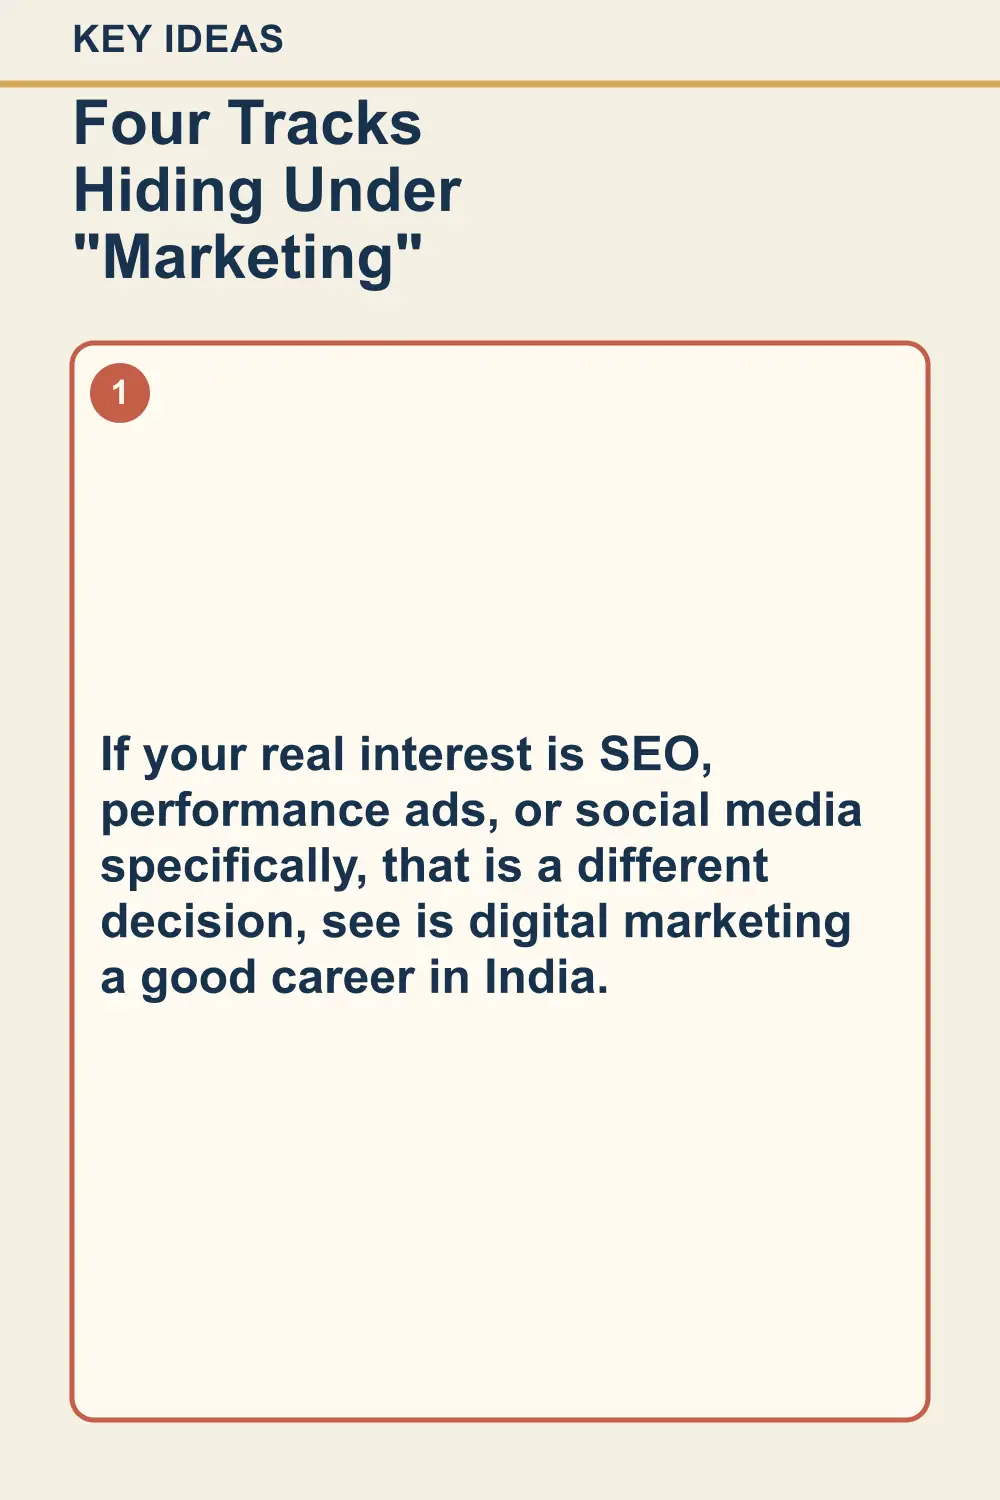 KEY IDEAS
Four Tracks
Hiding Under
"Marketing"
1
If your real interest is SEO,
performance ads, or social media
specifically, that is a different
decision, see is digital marketing
a good career in India.